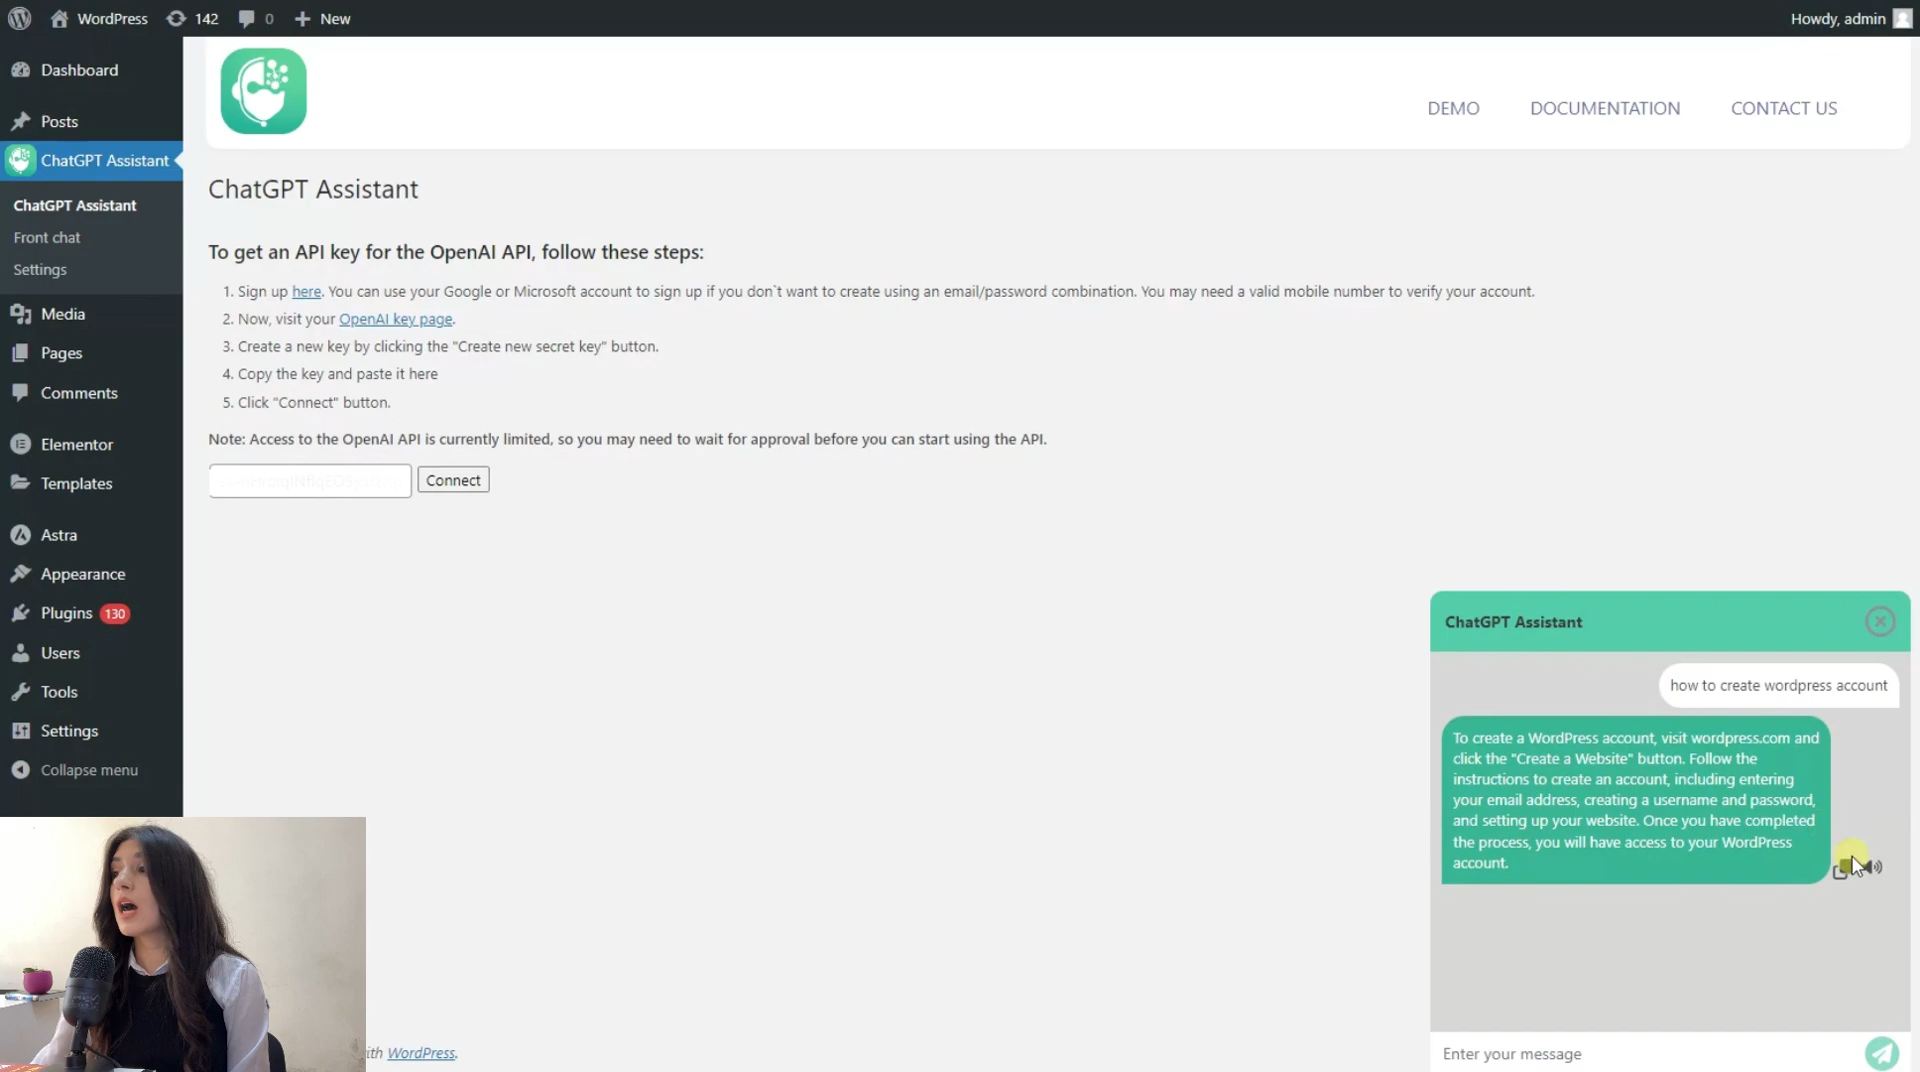 WordPress 142 0 New
Howdy, admin
Dashboard
Posts
ChatGPT Assistant
ChatGPT Assistant
Front chat
Settings
Media
Pages
Comments
Elementor
Templates
Astra
Appearance
Plugins 130
Users
Tools
Settings
Collapse menu
DEMO DOCUMENTATION CONTACT US
ChatGPT Assistant
To get an API key for the OpenAI API, follow these steps:
1. Sign up here. You can use your Google or Microsoft account to sign up if you don`t want to create using an email/password combination. You may need a valid mobile number to verify your account.
2. Now, visit your OpenAI key page.
3. Create a new key by clicking the "Create new secret key" button.
4. Copy the key and paste it here
5. Click "Connect" button.
Note: Access to the OpenAI API is currently limited, so you may need to wait for approval before you can start using the API.
Connect
ChatGPT Assistant
how to create wordpress account
To create a WordPress account, visit wordpress.com and
click the "Create a Website" button. Follow the
instructions to create an account, including entering
your email address, creating a username and password,
and setting up your website. Once you have completed
the process, you will have access to your WordPress
account.
Enter your message
WordPress.